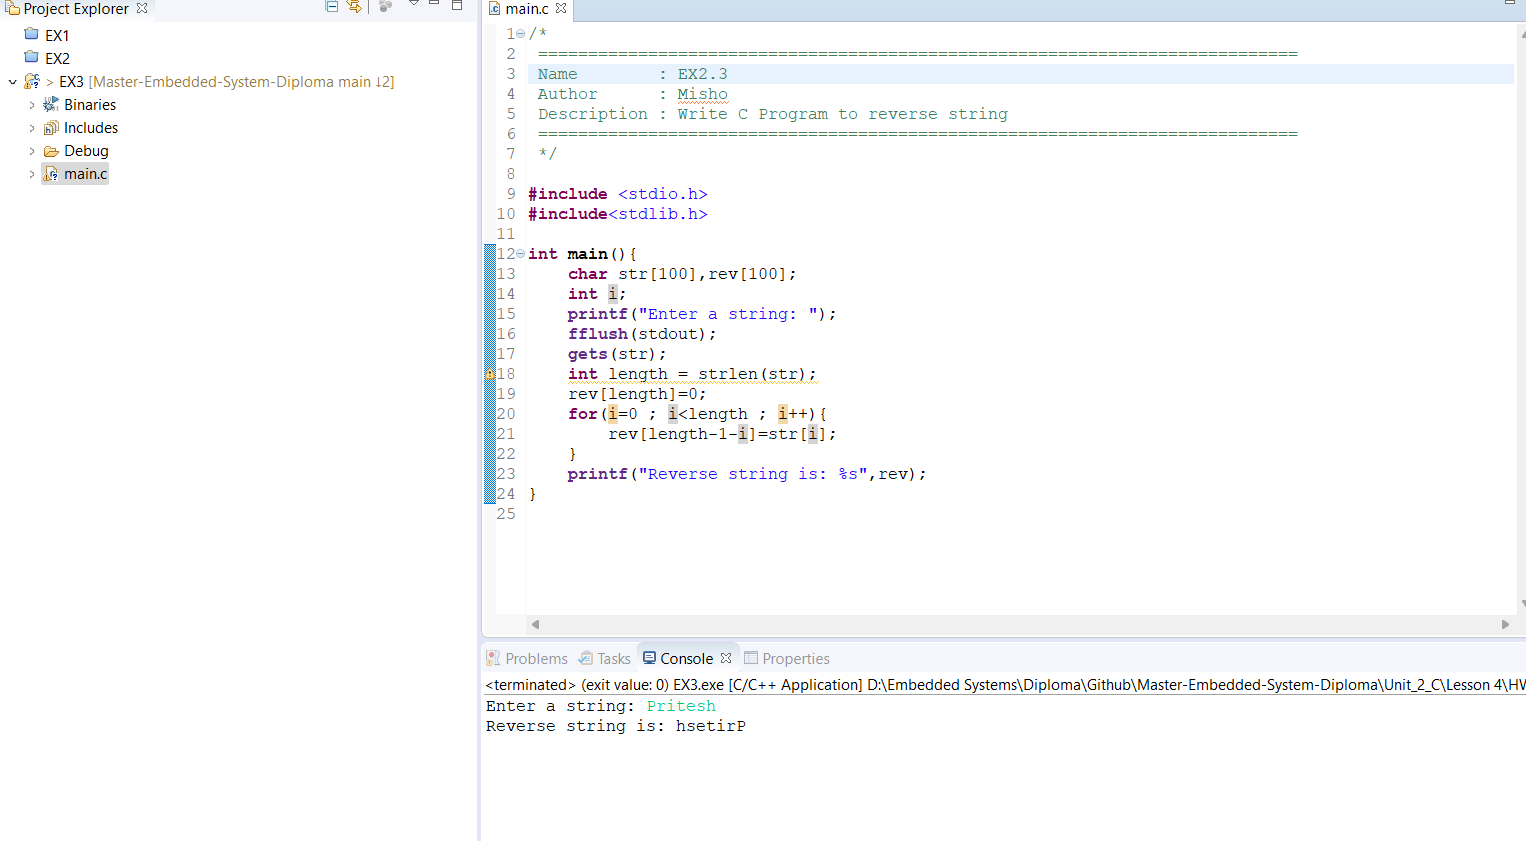 Project Explorer
EX1
EX2
> EX3 [Master-Embedded-System-Diploma main ↓2]
Binaries
Includes
Debug
main.c
main.c
1 /*
2 ============================================================================
3 Name        : EX2.3
4 Author      : Misho
5 Description : Write C Program to reverse string
6 ============================================================================
7 */
8
9 #include <stdio.h>
10 #include<stdlib.h>
11
12 int main(){
13     char str[100],rev[100];
14     int i;
15     printf("Enter a string: ");
16     fflush(stdout);
17     gets(str);
18     int length = strlen(str);
19     rev[length]=0;
20     for(i=0 ; i<length ; i++){
21         rev[length-1-i]=str[i];
22     }
23     printf("Reverse string is: %s",rev);
24 }
25
Problems Tasks Console Properties
<terminated> (exit value: 0) EX3.exe [C/C++ Application] D:\Embedded Systems\Diploma\Github\Master-Embedded-System-Diploma\Unit_2_C\Lesson 4\HW
Enter a string: Pritesh
Reverse string is: hsetirP